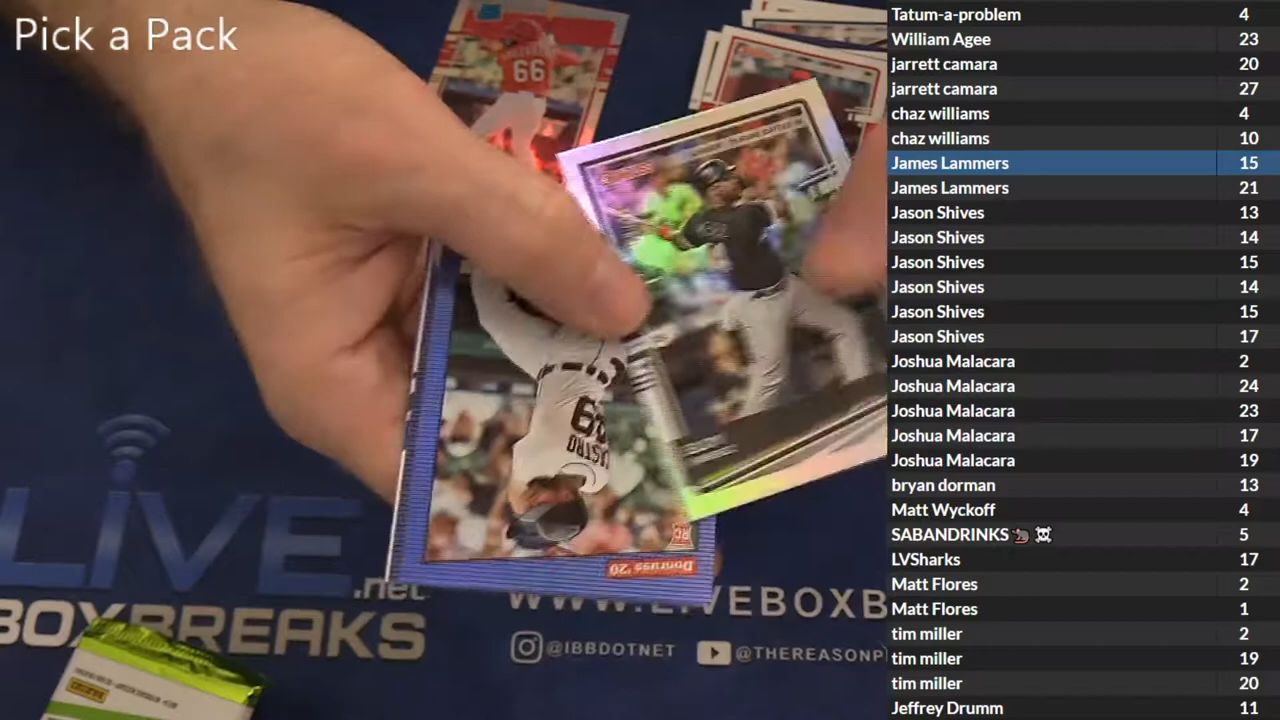 Pick a Pack
66
ASTRO
Donruss '20
RC
LIVE
.net
BOXBREAKS
WWW.LIVEBOXB
@IBBDOTNET
@THEREASONP
Tatum-a-problem 4
William Agee 23
jarrett camara 20
jarrett camara 27
chaz williams 4
chaz williams 10
James Lammers 15
James Lammers 21
Jason Shives 13
Jason Shives 14
Jason Shives 15
Jason Shives 14
Jason Shives 15
Jason Shives 17
Joshua Malacara 2
Joshua Malacara 24
Joshua Malacara 23
Joshua Malacara 17
Joshua Malacara 19
bryan dorman 13
Matt Wyckoff 4
SABANDRINKS🐀☠ 5
LVSharks 17
Matt Flores 2
Matt Flores 1
tim miller 2
tim miller 19
tim miller 20
Jeffrey Drumm 11